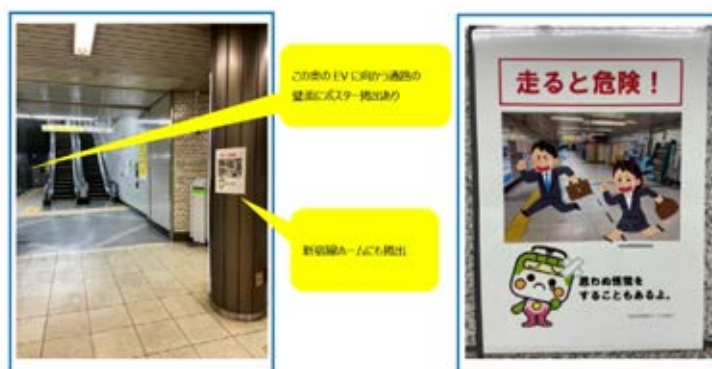 この奥の EV に向かう通路の
壁面にポスター掲出あり
新宿線ホームにも掲出
走ると危険！
思わぬ怪我を
することもあるよ。